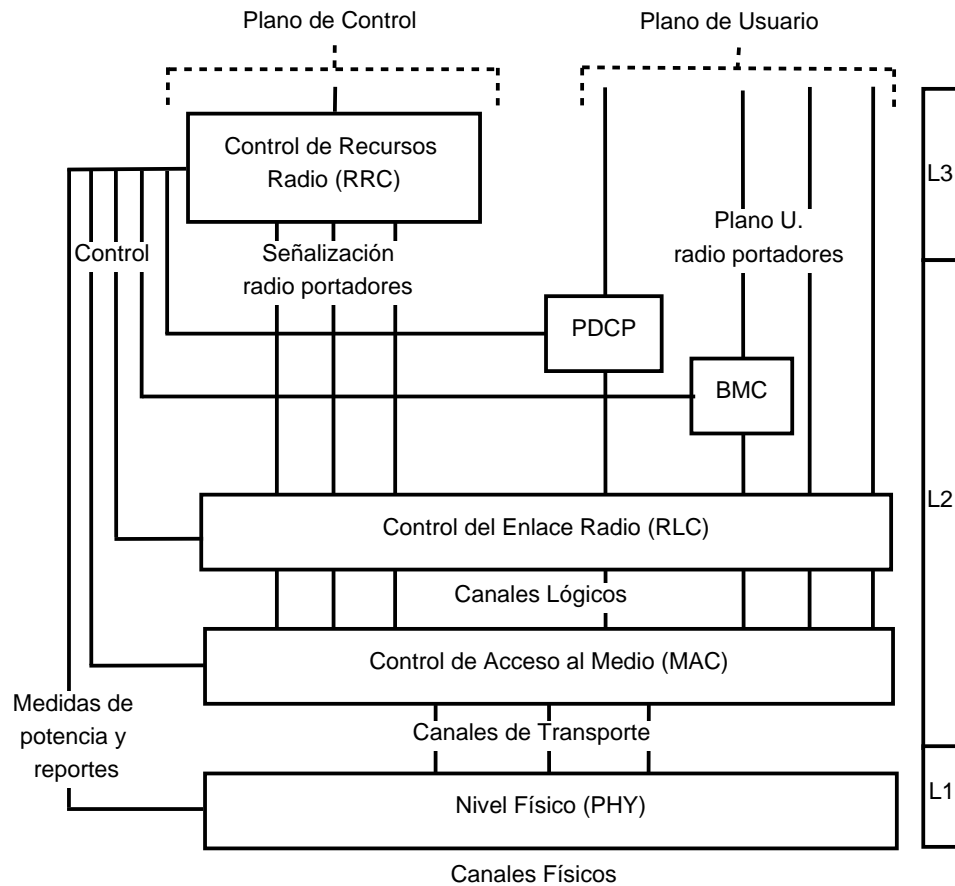 Plano de Control
Plano de Usuario
Control de Recursos
Radio (RRC)
L3
Control
Señalización
radio portadores
Plano U.
radio portadores
PDCP
BMC
L2
Control del Enlace Radio (RLC)
Canales Lógicos
Control de Acceso al Medio (MAC)
Medidas de
potencia y
reportes
Canales de Transporte
L1
Nivel Físico (PHY)
Canales Físicos